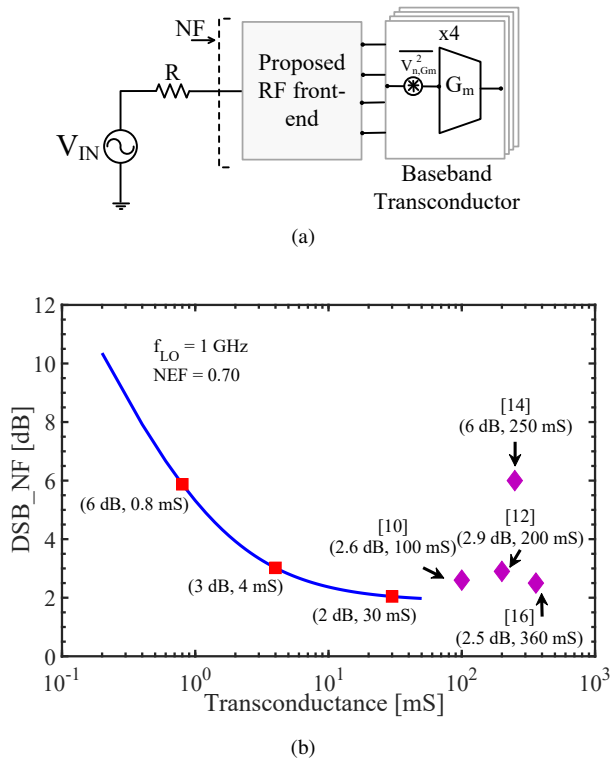 NF
R
V_IN
Proposed
RF front-
end
x4
V_{n,Gm}^2
G_m
Baseband
Transconductor
(a)
12
10
8
6
4
2
0
DSB_NF [dB]
f_LO = 1 GHz
NEF = 0.70
(6 dB, 0.8 mS)
(3 dB, 4 mS)
(2 dB, 30 mS)
[10]
(2.6 dB, 100 mS)
[14]
(6 dB, 250 mS)
[12]
(2.9 dB, 200 mS)
[16]
(2.5 dB, 360 mS)
10^-1
10^0
10^1
10^2
10^3
Transconductance [mS]
(b)